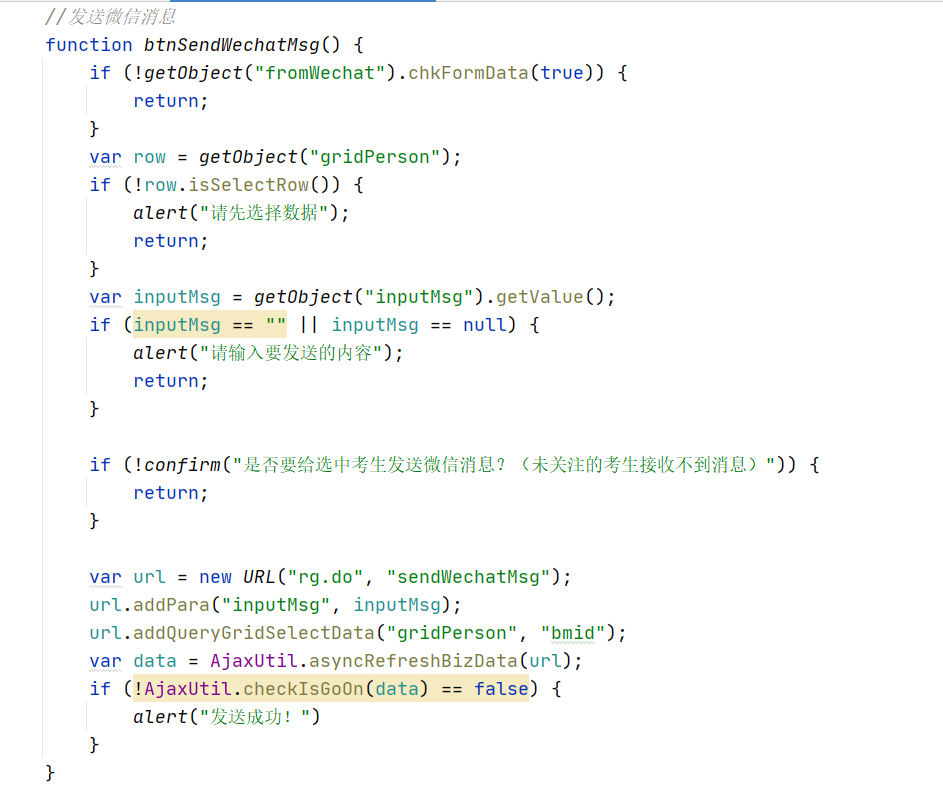 //发送微信消息
function btnSendWechatMsg() {
if (!getObject("fromWechat").chkFormData(true)) {
return;
}
var row = getObject("gridPerson");
if (!row.isSelectRow()) {
alert("请先选择数据");
return;
}
var inputMsg = getObject("inputMsg").getValue();
if (inputMsg == "" || inputMsg == null) {
alert("请输入要发送的内容");
return;
}
if (!confirm("是否要给选中考生发送微信消息？（未关注的考生接收不到消息）")) {
return;
}
var url = new URL("rg.do", "sendWechatMsg");
url.addPara("inputMsg", inputMsg);
url.addQueryGridSelectData("gridPerson", "bmid");
var data = AjaxUtil.asyncRefreshBizData(url);
if (!AjaxUtil.checkIsGoOn(data) == false) {
alert("发送成功！")
}
}